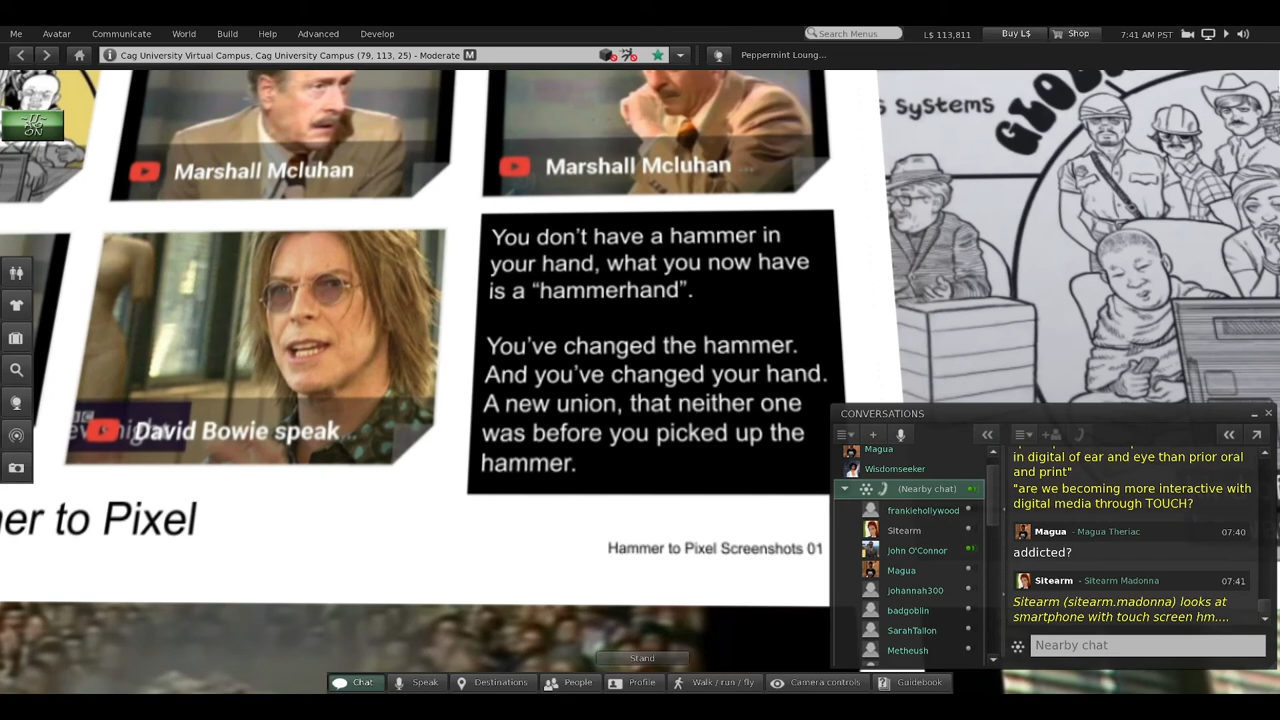 Me Avatar Communicate World Build Help Advanced Develop
Search Menus
L$ 113,811 Buy L$ Shop 7:41 AM PST
Cag University Virtual Campus, Cag University Campus (79, 113, 25) - Moderate M
Peppermint Loung...
ON
Marshall Mcluhan
Marshall Mcluhan ...
s SyStemS
David Bowie speak...
You don’t have a hammer in
your hand, what you now have
is a “hammerhand”.
You’ve changed the hammer.
And you’ve changed your hand.
A new union, that neither one
was before you picked up the
hammer.
er to Pixel
Hammer to Pixel Screenshots 01
CONVERSATIONS
Magua
Wisdomseeker
(Nearby chat)
frankiehollywood
Sitearm
John O'Connor
Magua
johannah300
badgoblin
SarahTallon
Metheush
in digital of ear and eye than prior oral
and print"
"are we becoming more interactive with
digital media through TOUCH?
Magua - Magua Theriac 07:40
addicted?
Sitearm - Sitearm Madonna 07:41
Sitearm (sitearm.madonna) looks at
smartphone with touch screen hm....
Nearby chat
Stand
Chat Speak Destinations People Profile Walk / run / fly Camera controls Guidebook